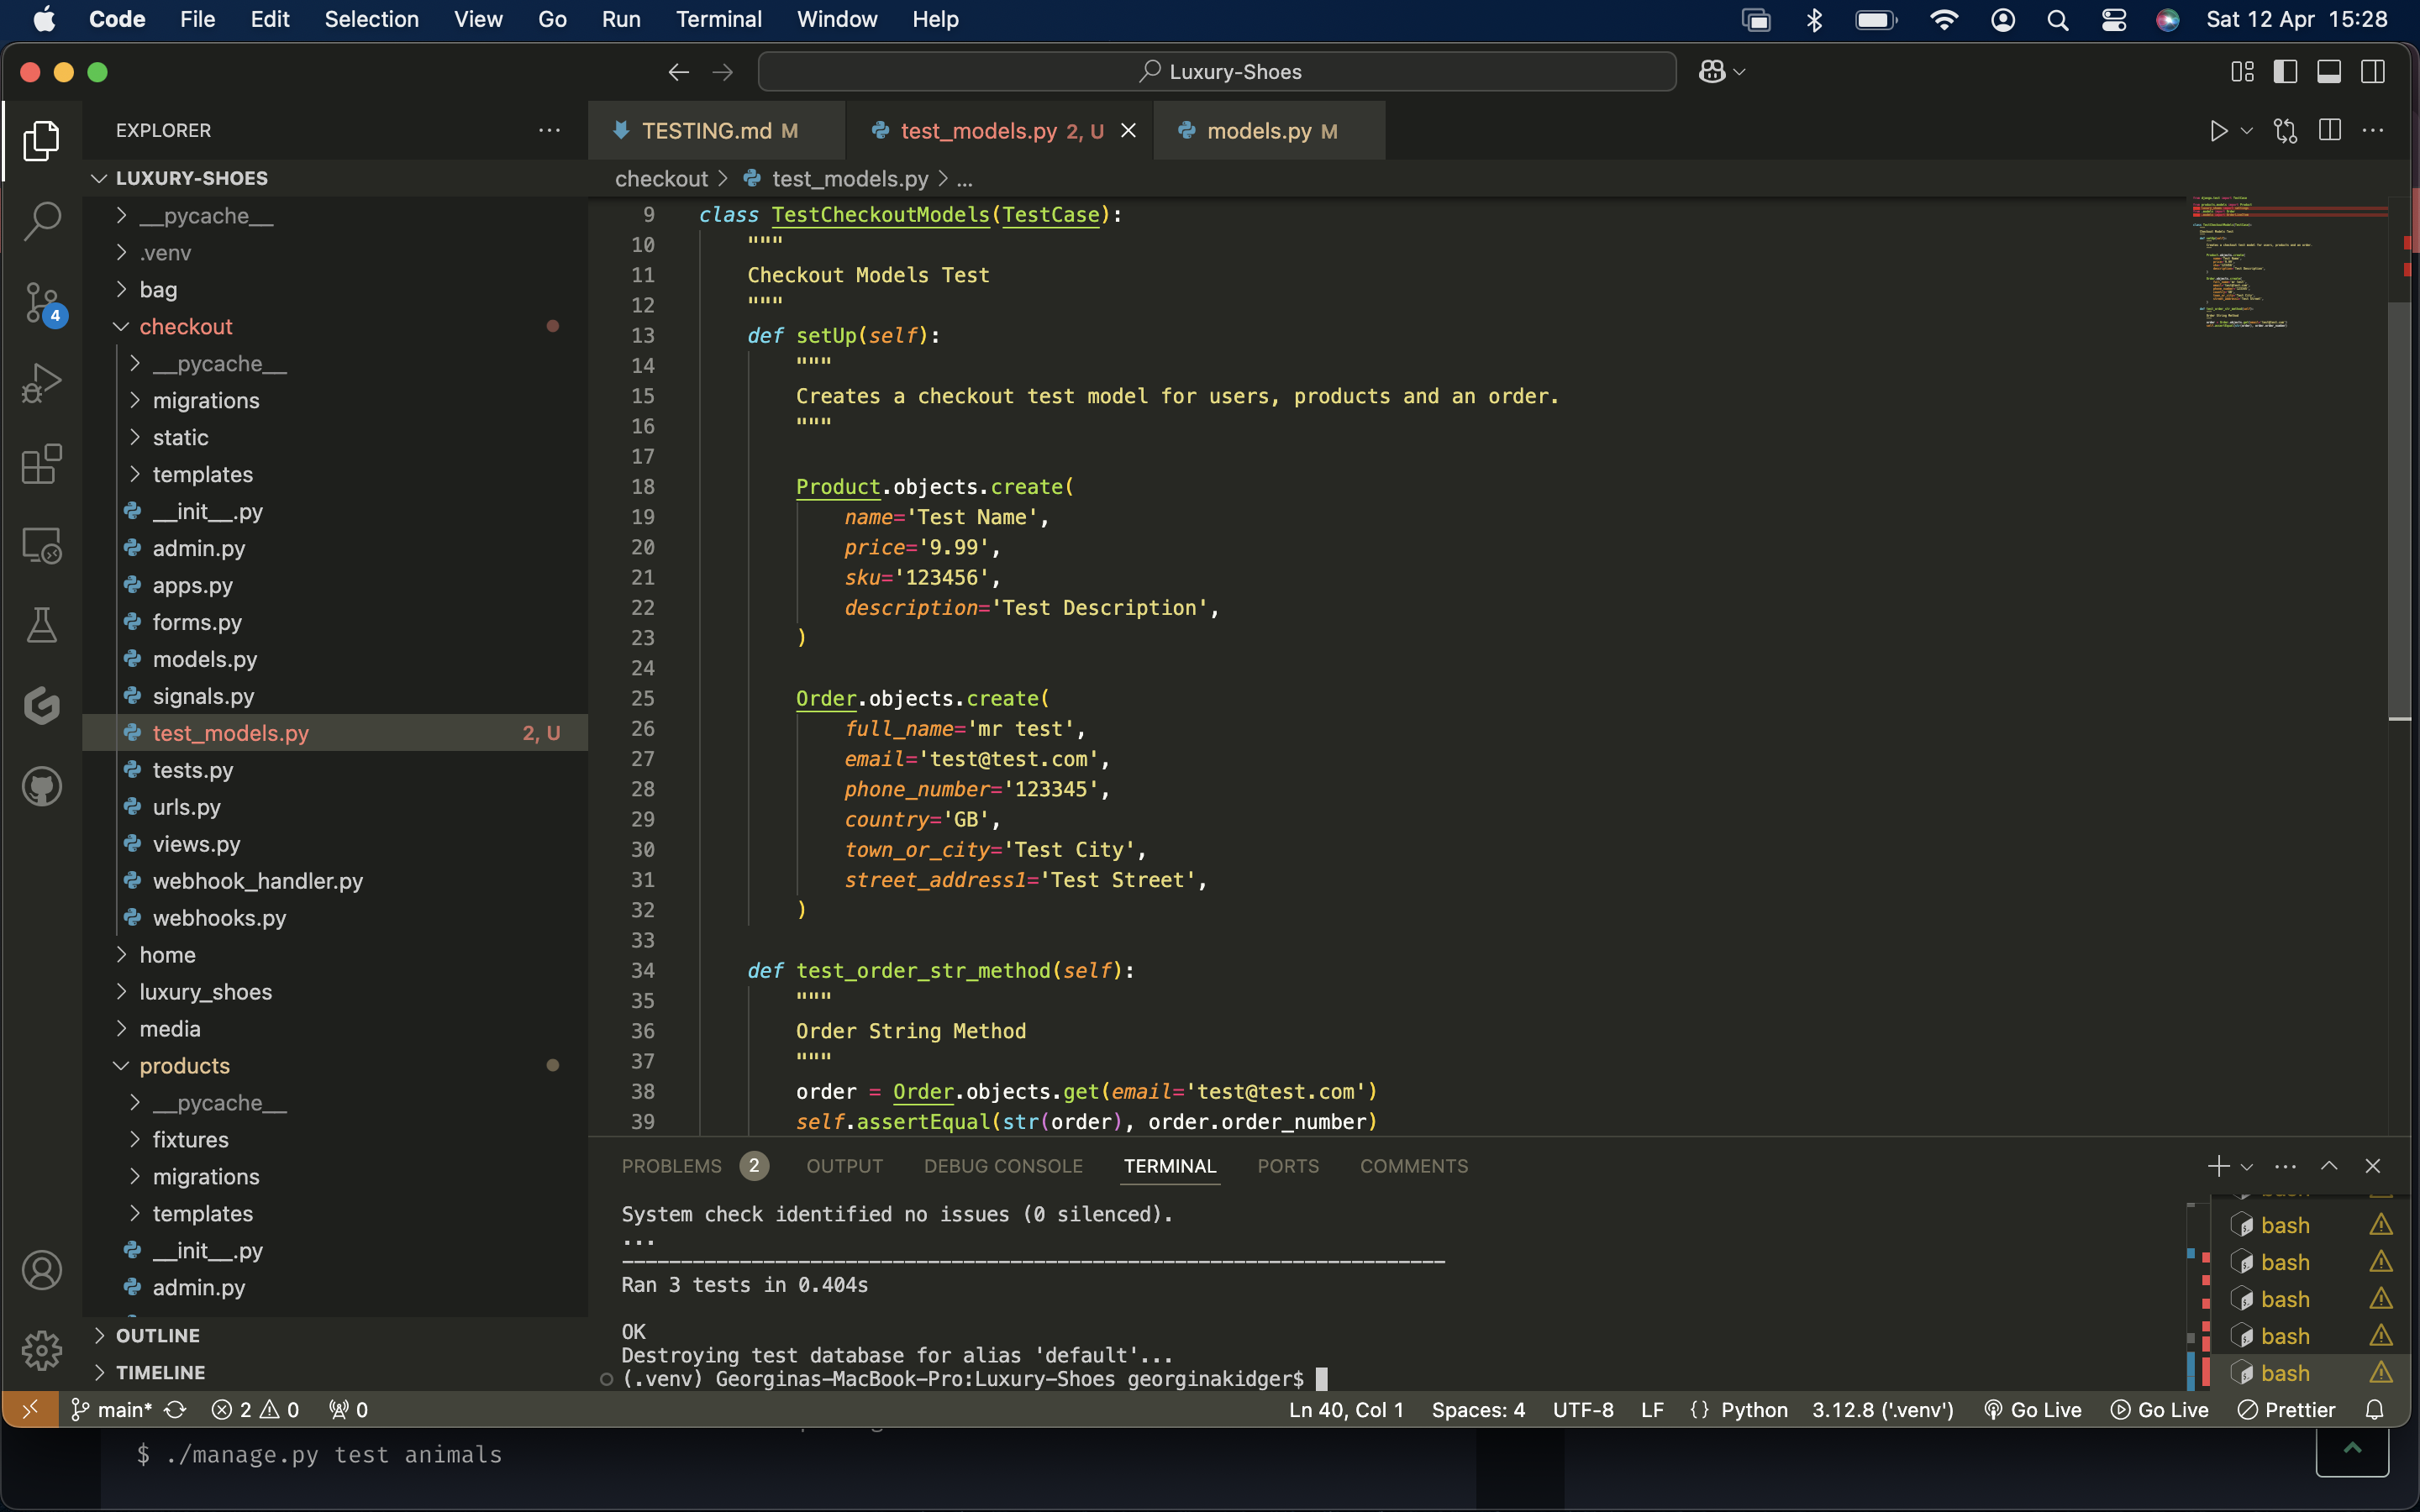 Code File Edit Selection View Go Run Terminal Window Help Sat 12 Apr 15:28
Luxury-Shoes
EXPLORER
TESTING.md M
test_models.py 2, U
models.py M
LUXURY-SHOES
checkout > test_models.py > ...
__pycache__
.venv
bag
checkout
__pycache__
migrations
static
templates
__init__.py
admin.py
apps.py
forms.py
models.py
signals.py
test_models.py 2, U
tests.py
urls.py
views.py
webhook_handler.py
webhooks.py
home
luxury_shoes
media
products
__pycache__
fixtures
migrations
templates
__init__.py
admin.py
OUTLINE
TIMELINE
4
9 class TestCheckoutModels(TestCase):
10 """
11 Checkout Models Test
12 """
13 def setUp(self):
14 """
15 Creates a checkout test model for users, products and an order.
16 """
17
18 Product.objects.create(
19 name='Test Name',
20 price='9.99',
21 sku='123456',
22 description='Test Description',
23 )
24
25 Order.objects.create(
26 full_name='mr test',
27 email='test@test.com',
28 phone_number='123345',
29 country='GB',
30 town_or_city='Test City',
31 street_address1='Test Street',
32 )
33
34 def test_order_str_method(self):
35 """
36 Order String Method
37 """
38 order = Order.objects.get(email='test@test.com')
39 self.assertEqual(str(order), order.order_number)
PROBLEMS 2 OUTPUT DEBUG CONSOLE TERMINAL PORTS COMMENTS
System check identified no issues (0 silenced).
...
----------------------------------------------------------------------
Ran 3 tests in 0.404s
OK
Destroying test database for alias 'default'...
(.venv) Georginas-MacBook-Pro:Luxury-Shoes georginakidger$
bash
bash
bash
bash
bash
main* 2 0 0 Ln 40, Col 1 Spaces: 4 UTF-8 LF {} Python 3.12.8 ('.venv') Go Live Go Live Prettier
$ ./manage.py test animals